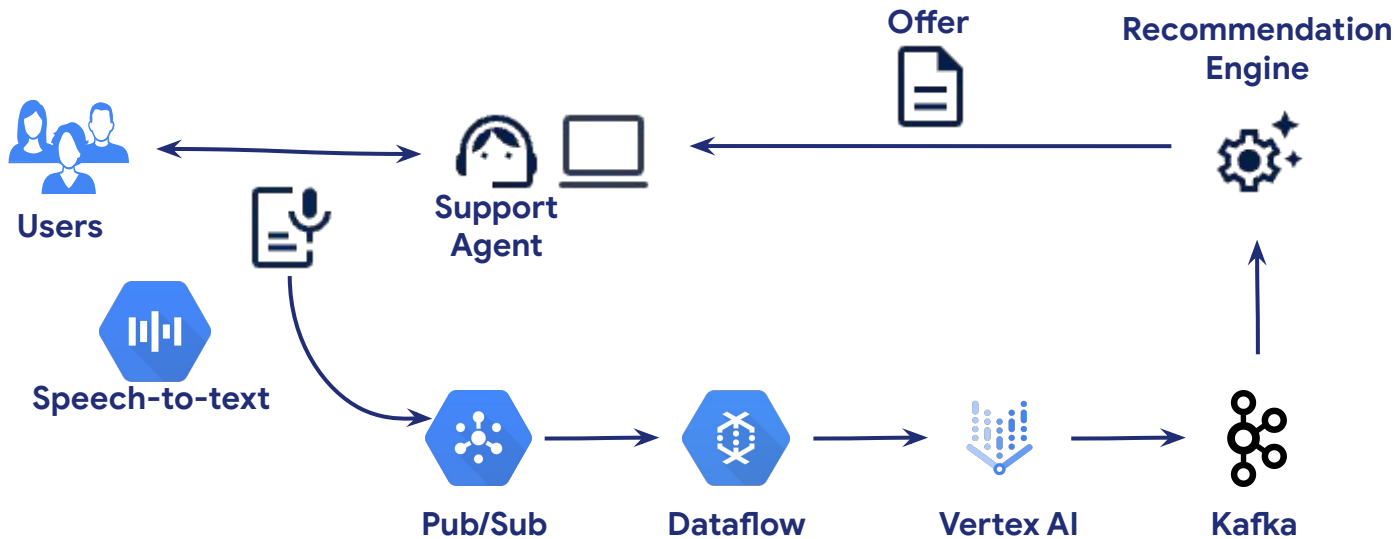 Offer
Recommendation
Engine
Users
Support
Agent
Speech-to-text
Pub/Sub
Dataflow
Vertex AI
Kafka